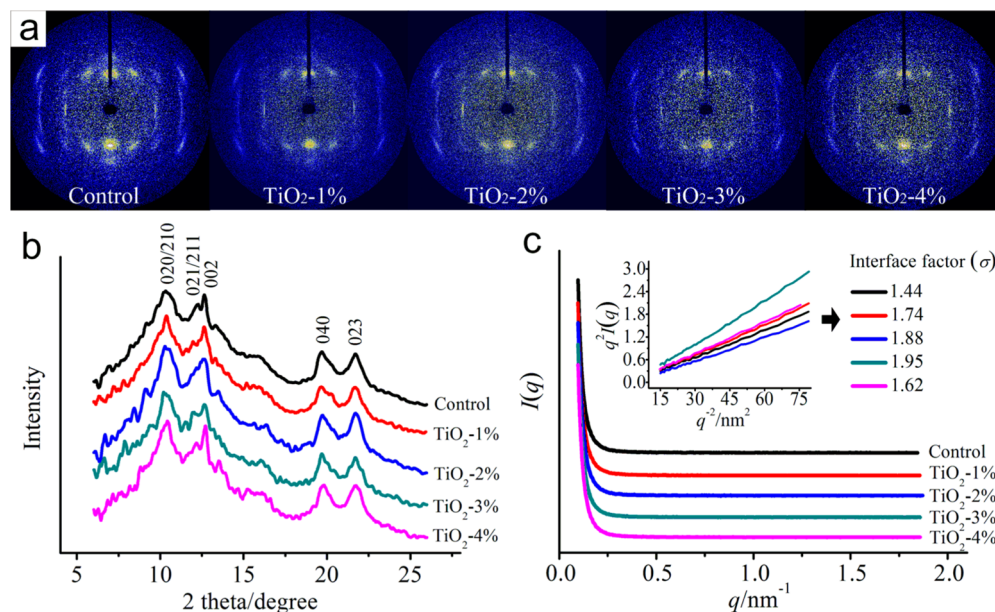 a
Control
TiO2-1%
TiO2-2%
TiO2-3%
TiO2-4%
b
020/210
021/211
002
040
023
Control
TiO2-1%
TiO2-2%
TiO2-3%
TiO2-4%
Intensity
5
10
15
20
25
2 theta/degree
c
3.0
2.4
1.8
1.2
0.6
0.0
q²I(q)
15
30
45
60
75
q⁻²/nm²
Interface factor (σ)
1.44
1.74
1.88
1.95
1.62
I(q)
Control
TiO2-1%
TiO2-2%
TiO2-3%
TiO2-4%
0.0
0.5
1.0
1.5
2.0
q/nm⁻¹